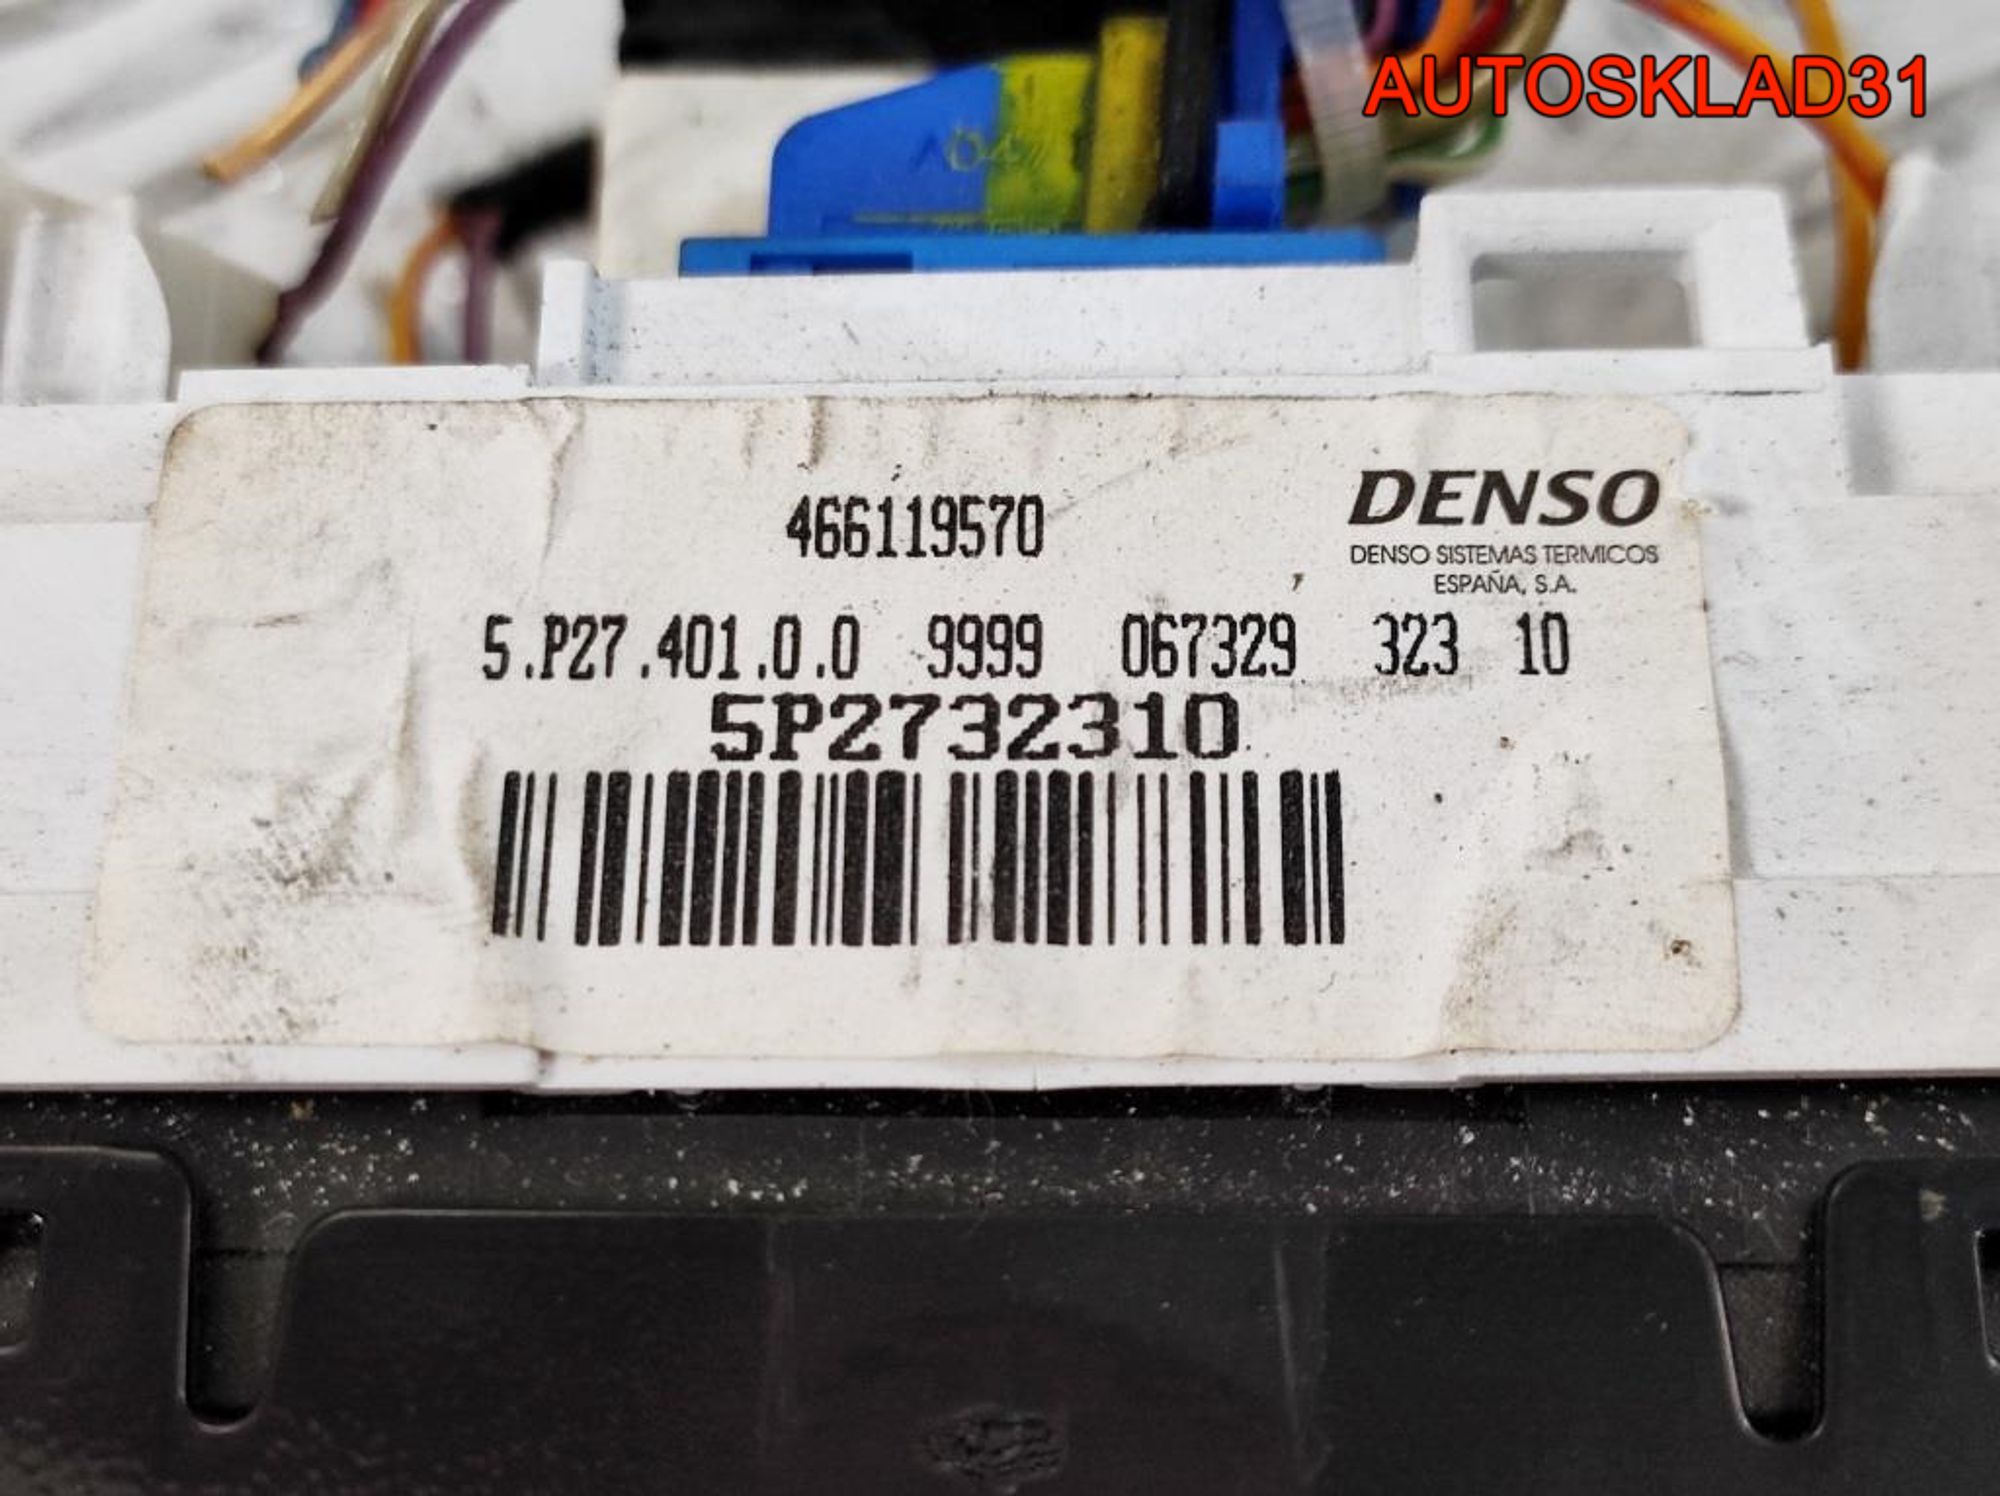 AUTOSKLAD31
466119570
DENSO
DENSO SISTEMAS TERMICOS
ESPAÑA, S.A.
5.P27.401.0.0 9999 067329 323 10
5P2732310